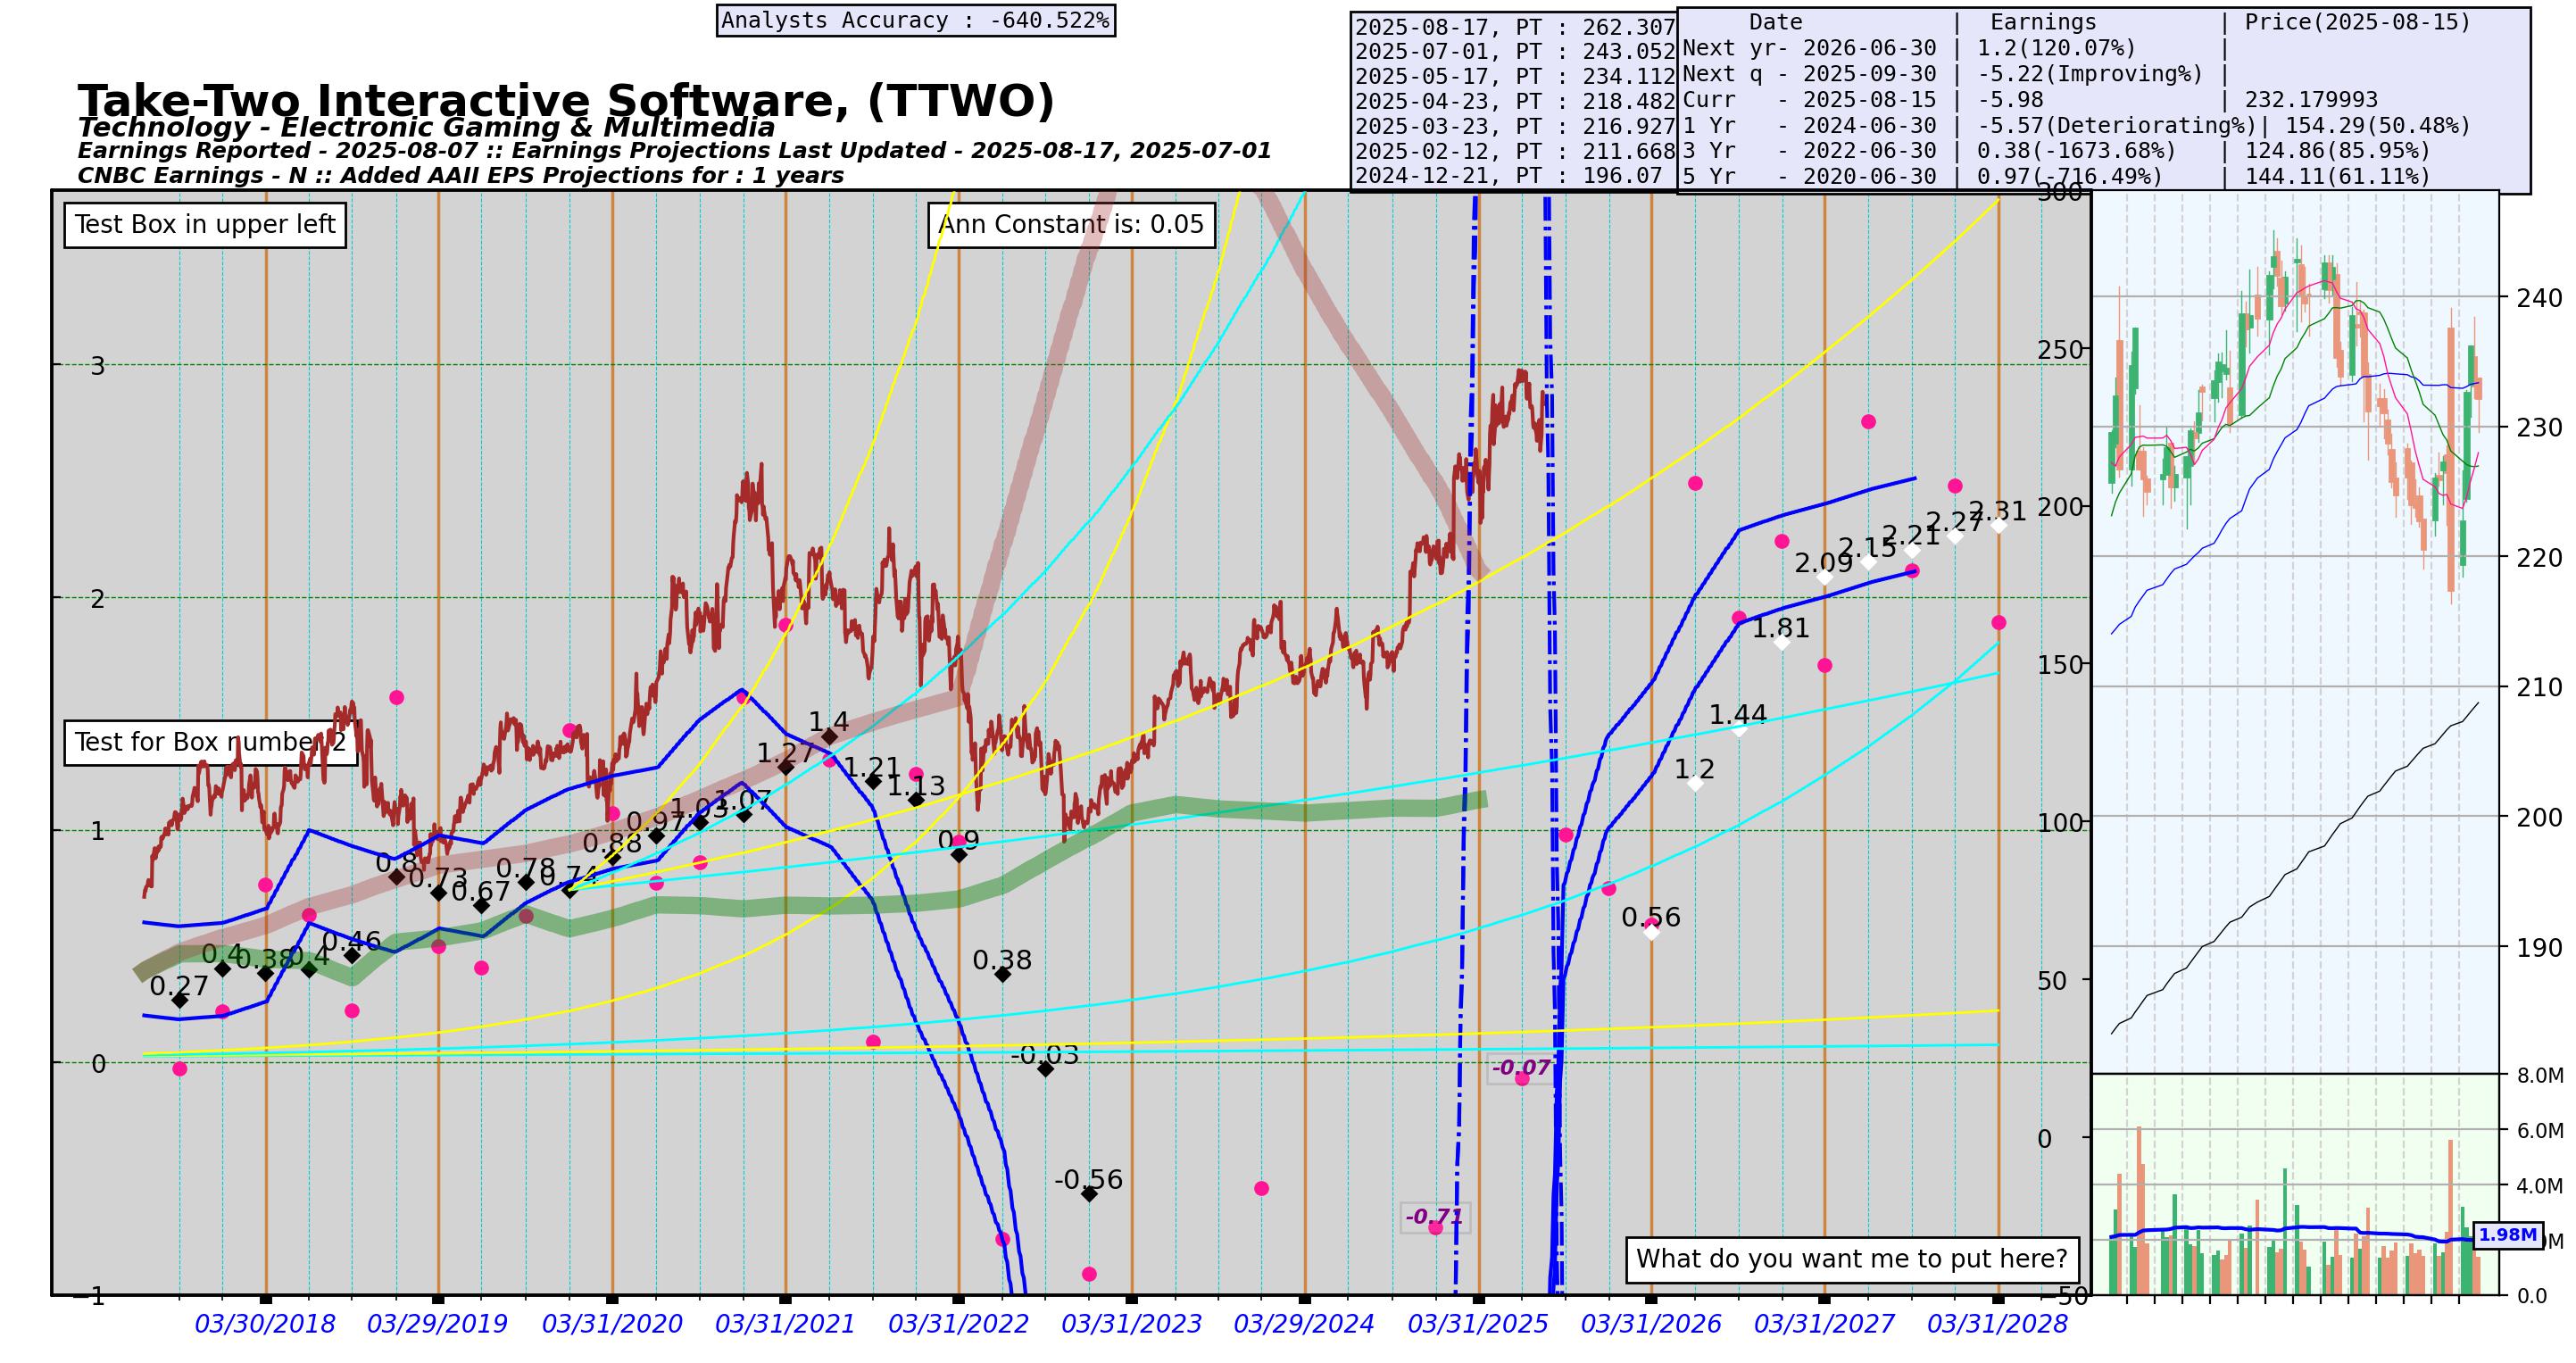 Analysts Accuracy : -640.522%
2025-08-17, PT : 262.307
2025-07-01, PT : 243.052
2025-05-17, PT : 234.112
2025-04-23, PT : 218.482
2025-03-23, PT : 216.927
2025-02-12, PT : 211.668
2024-12-21, PT : 196.07
Date | Earnings | Price(2025-08-15)
Next yr- 2026-06-30 | 1.2(120.07%) |
Next q - 2025-09-30 | -5.22(Improving%) |
Curr - 2025-08-15 | -5.98 | 232.179993
1 Yr - 2024-06-30 | -5.57(Deteriorating%)| 154.29(50.48%)
3 Yr - 2022-06-30 | 0.38(-1673.68%) | 124.86(85.95%)
5 Yr - 2020-06-30 | 0.97(-716.49%) | 144.11(61.11%)
Take-Two Interactive Software, (TTWO)
Technology - Electronic Gaming & Multimedia
Earnings Reported - 2025-08-07 :: Earnings Projections Last Updated - 2025-08-17, 2025-07-01
CNBC Earnings - N :: Added AAII EPS Projections for : 1 years
Test Box in upper left
Ann Constant is: 0.05
Test for Box number 2
What do you want me to put here?
3
2
1
0
−1
0.27
0.4
0.38
0.4
0.46
0.8
0.73
0.67
0.78
0.74
0.88
0.97
1.03
1.07
1.27
1.4
1.21
1.13
0.9
0.38
-0.03
-0.56
-0.71
-0.07
0.56
1.2
1.44
1.81
2.09
2.15
2.21
2.27
2.31
300
250
200
150
100
50
0
−50
240
230
220
210
200
190
8.0M
6.0M
4.0M
1.98M
0.0
03/30/2018
03/29/2019
03/31/2020
03/31/2021
03/31/2022
03/31/2023
03/29/2024
03/31/2025
03/31/2026
03/31/2027
03/31/2028